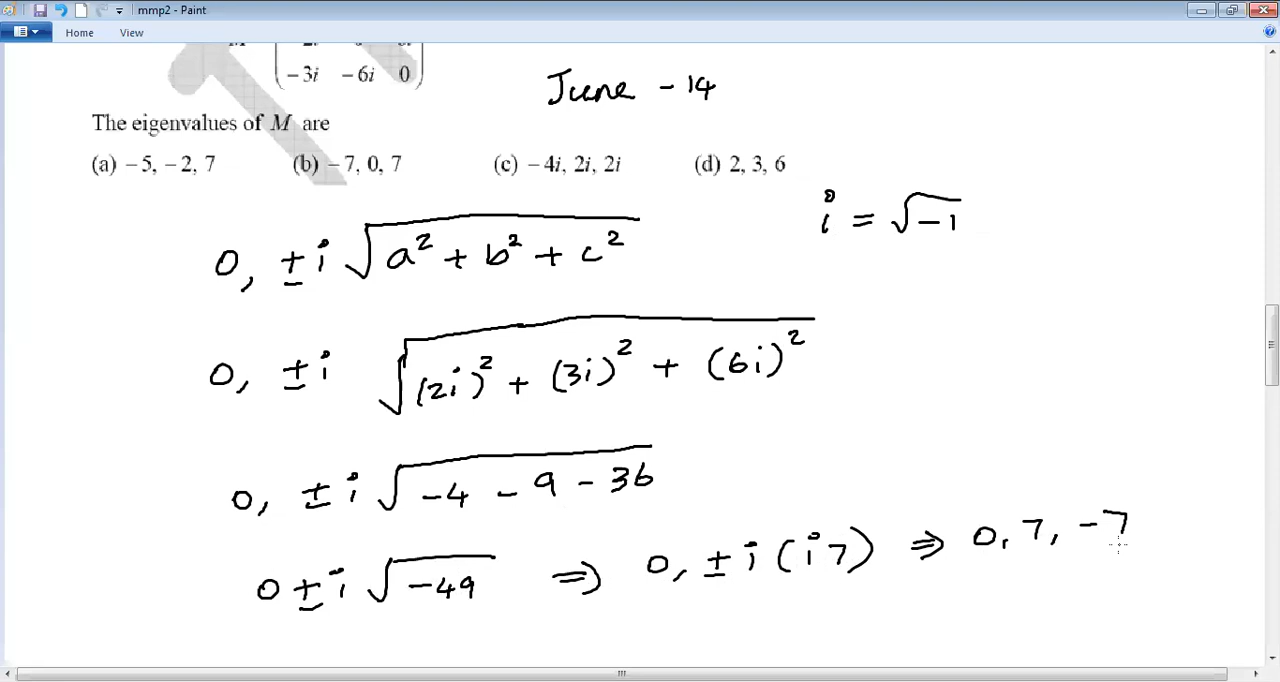 mmp2 - Paint
Home View
-3i -6i 0
June - 14
The eigenvalues of M are
(a) -5, -2, 7 (b) -7, 0, 7 (c) -4i, 2i, 2i (d) 2, 3, 6
i = √-1
0, ±i √a² + b² + c²
0, ±i √(2i)² + (3i)² + (6i)²
0, ±i √-4 - 9 - 36
0 ±i √-49 ⇒ 0, ±i (i7) ⇒ 0, 7, -7